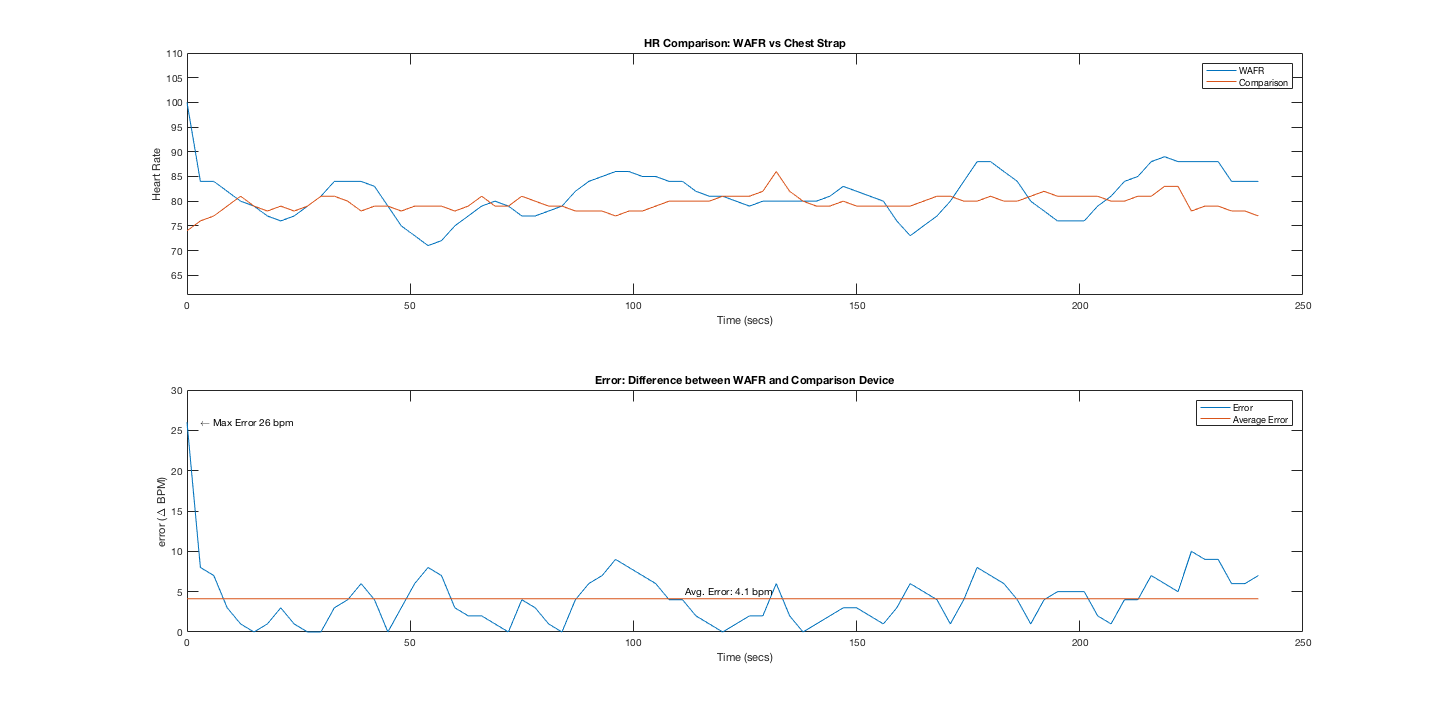 HR Comparison: WAFR vs Chest Strap
110
105
100
95
90
85
80
75
70
65
Heart Rate
WAFR
Comparison
0 50 100 150 200 250
Time (secs)
Error: Difference between WAFR and Comparison Device
30
25
20
15
10
5
0
error (Δ BPM)
← Max Error 26 bpm
Avg. Error: 4.1 bpm
Error
Average Error
0 50 100 150 200 250
Time (secs)